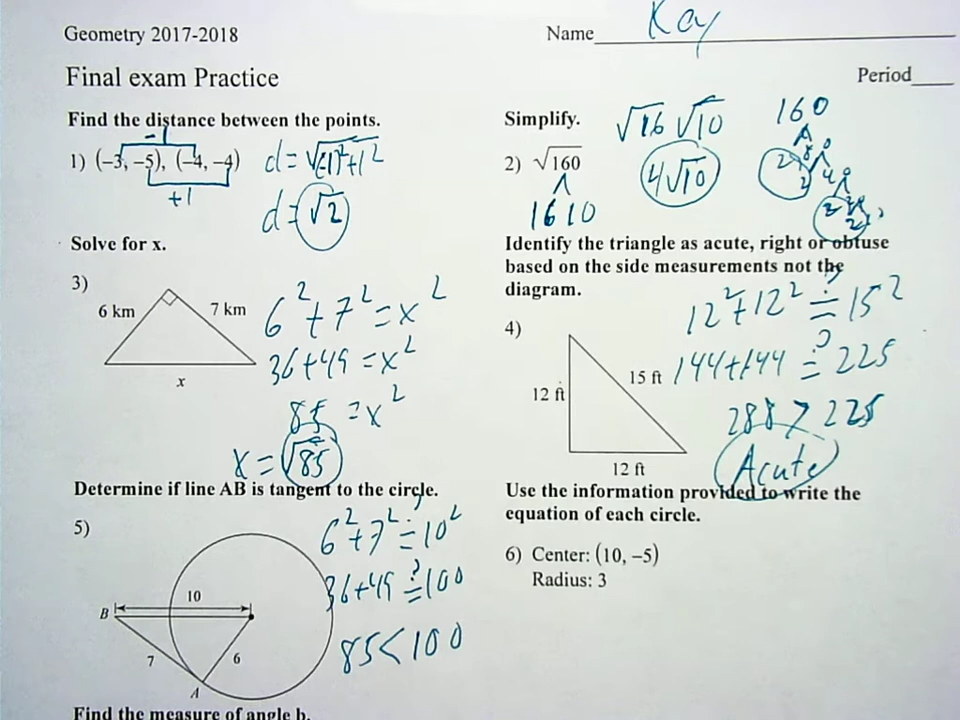 Geometry 2017-2018
Name Kay
Final exam Practice
Period
Find the distance between the points.
-1
1) (-3, -5), (-4, -4)
+1
d = √(-1)²+1²
d = √2
Simplify.
2) √160
16 10
√16 √10
4√10
160
Solve for x.
3)
6 km
7 km
x
6² + 7² = x²
36 + 49 = x²
85 = x²
x = √85
Identify the triangle as acute, right or obtuse
based on the side measurements not the
diagram.
4)
12 ft
15 ft
12 ft
12² + 12² ≟ 15²
144 + 144 ≟ 225
288 > 225
Acute
Determine if line AB is tangent to the circle.
5)
10
B
7
6
A
6² + 7² ≟ 10²
36 + 49 ≟ 100
85 < 100
Use the information provided to write the
equation of each circle.
6) Center: (10, -5)
Radius: 3
Find the measure of angle b.